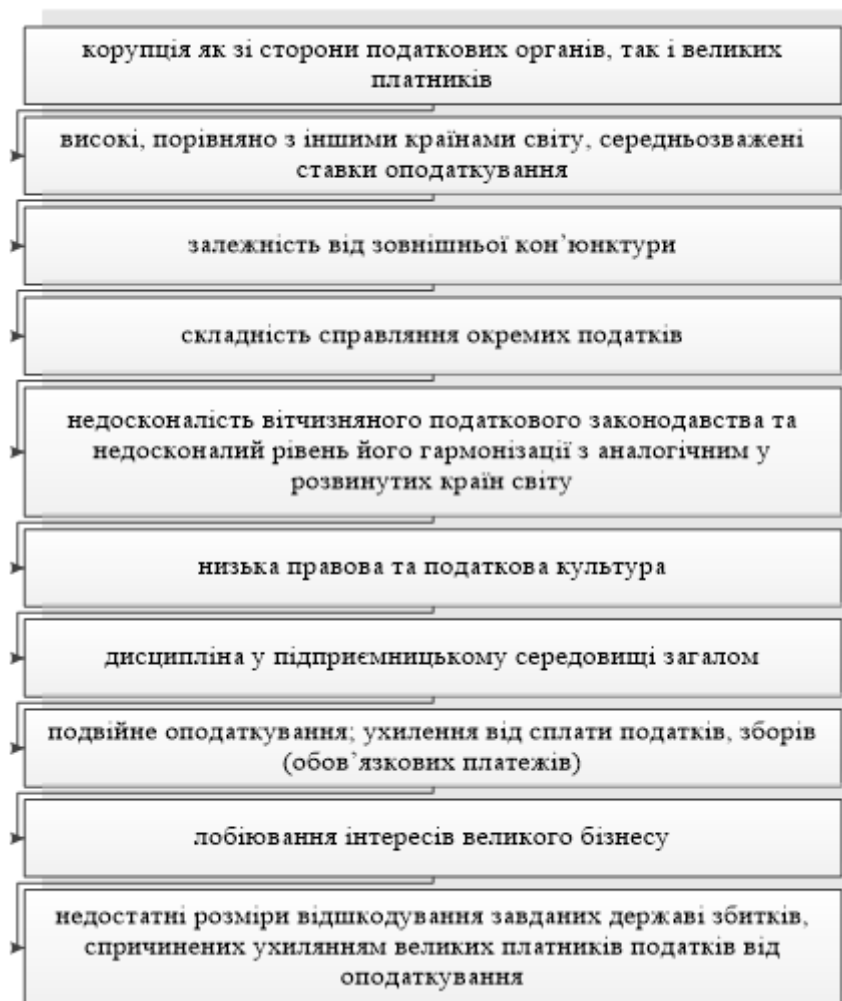 корупція як зі сторони податкових органів, так і великих
платників
високі, порівняно з іншими країнами світу, середньозважені
ставки оподаткування
залежність від зовнішньої кон’юнктури
складність справляння окремих податків
недосконалість вітчизняного податкового законодавства та
недосконалий рівень його гармонізації з аналогічним у
розвинутих країн світу
низька правова та податкова культура
дисципліна у підприємницькому середовищі загалом
подвійне оподаткування; ухилення від сплати податків, зборів
(обов’язкових платежів)
лобіювання інтересів великого бізнесу
недостатні розміри відшкодування завданих державі збитків,
спричинених ухилянням великих платників податків від
оподаткування